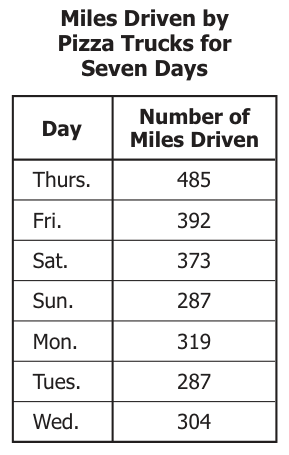 Miles Driven by
Pizza Trucks for
Seven Days
Day
Number of
Miles Driven
Thurs. 485
Fri. 392
Sat. 373
Sun. 287
Mon. 319
Tues. 287
Wed. 304